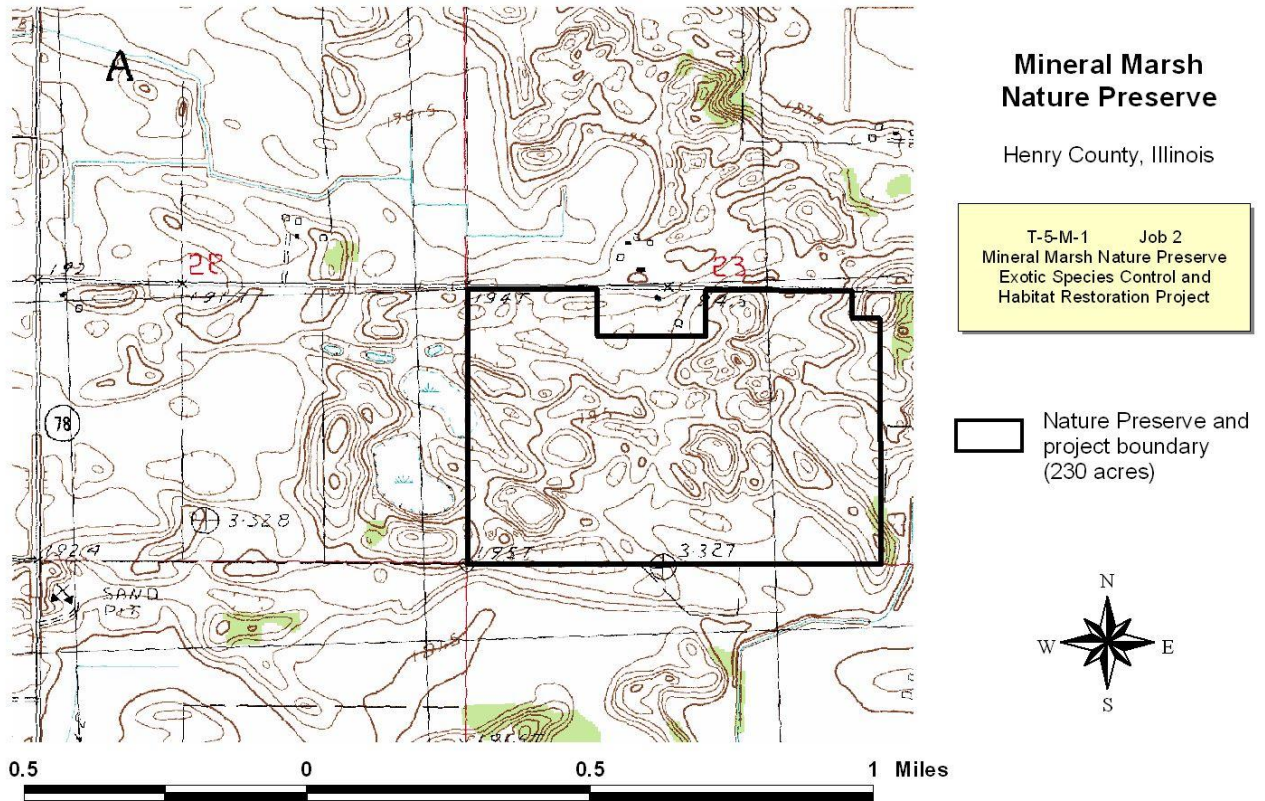 Mineral Marsh
Nature Preserve
Henry County, Illinois
T-5-M-1 Job 2
Mineral Marsh Nature Preserve
Exotic Species Control and
Habitat Restoration Project
Nature Preserve and
project boundary
(230 acres)
N
W E
S
A
28
23
192
78
3.328
3.327
SAND
0.5 0 0.5 1 Miles